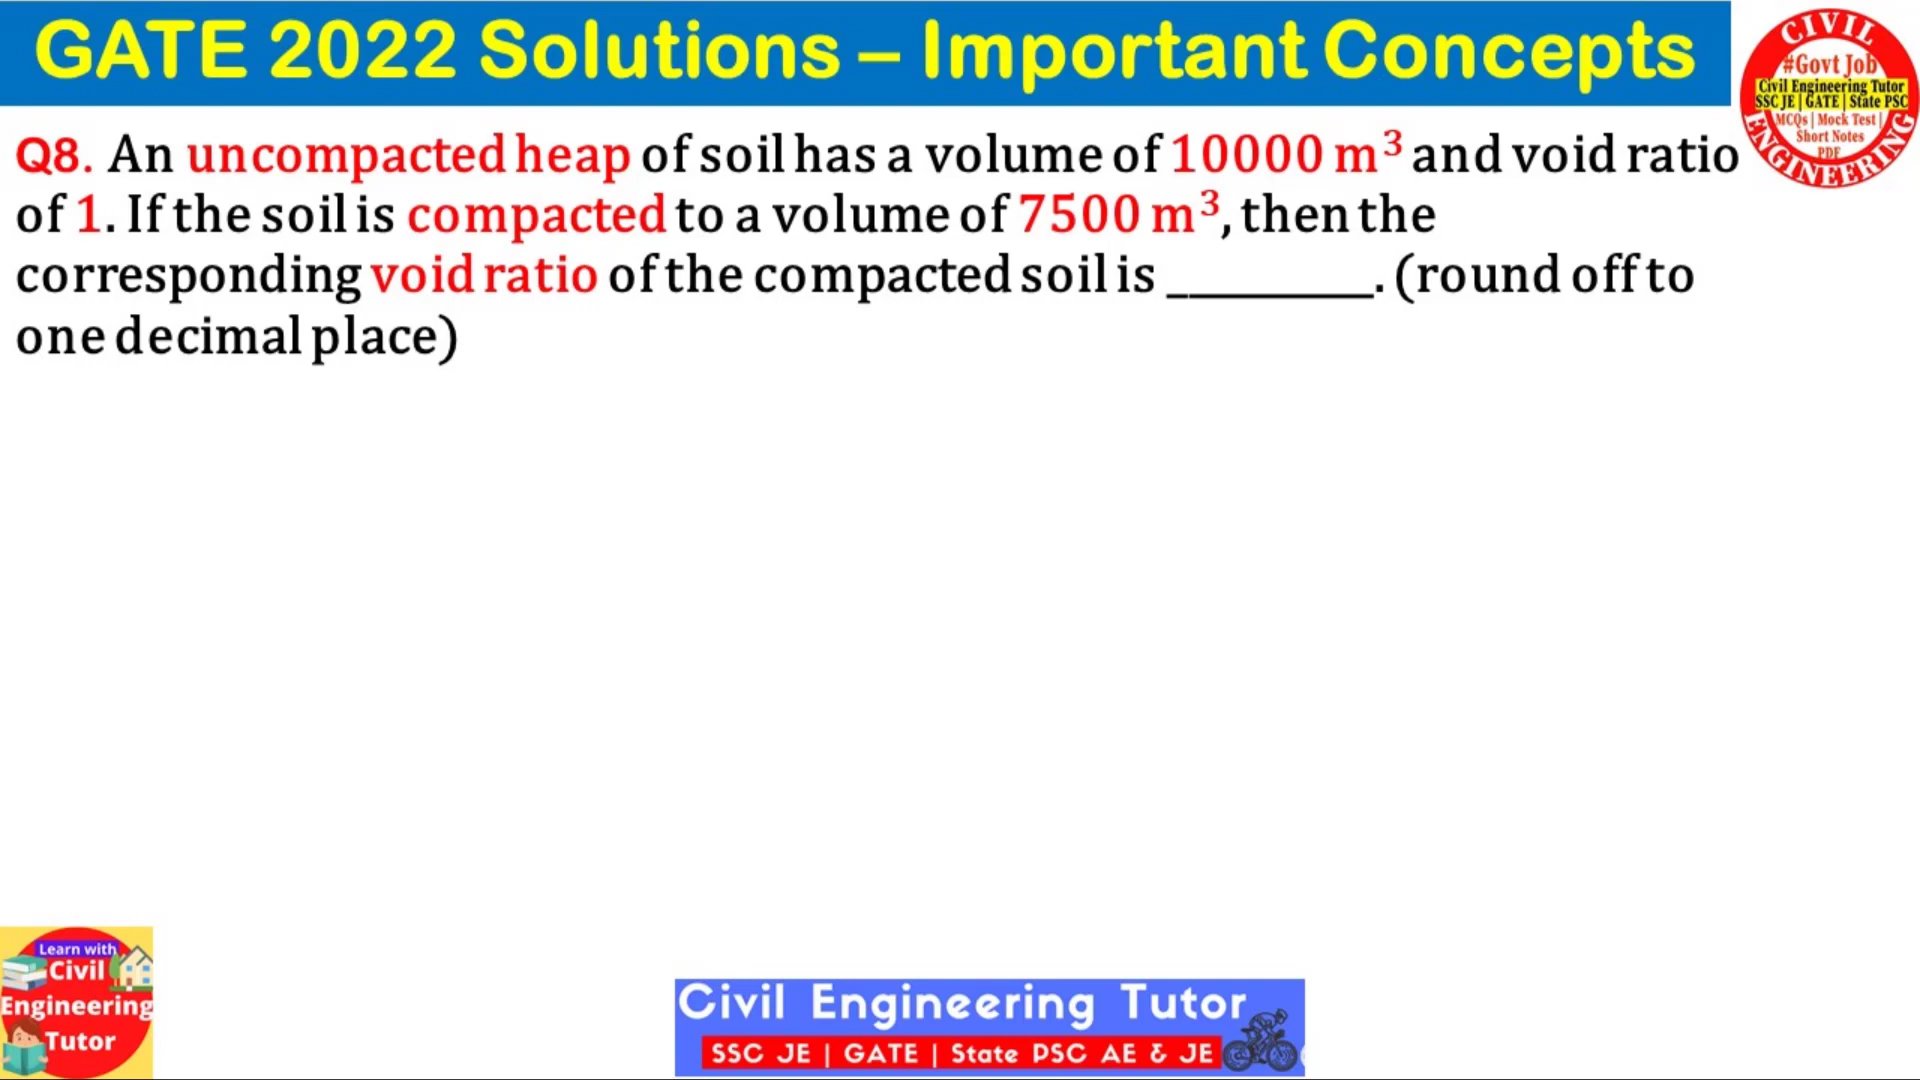 GATE 2022 Solutions – Important Concepts
CIVIL
#Govt Job
Civil Engineering Tutor
SSC JE | GATE | State PSC
MCQs | Mock Test |
Short Notes
PDF
ENGINEERING
Q8. An uncompacted heap of soil has a volume of 10000 m³ and void ratio
of 1. If the soil is compacted to a volume of 7500 m³, then the
corresponding void ratio of the compacted soil is _________. (round off to
one decimal place)
Learn with
Civil
Engineering
Tutor
Civil Engineering Tutor
SSC JE | GATE | State PSC AE & JE